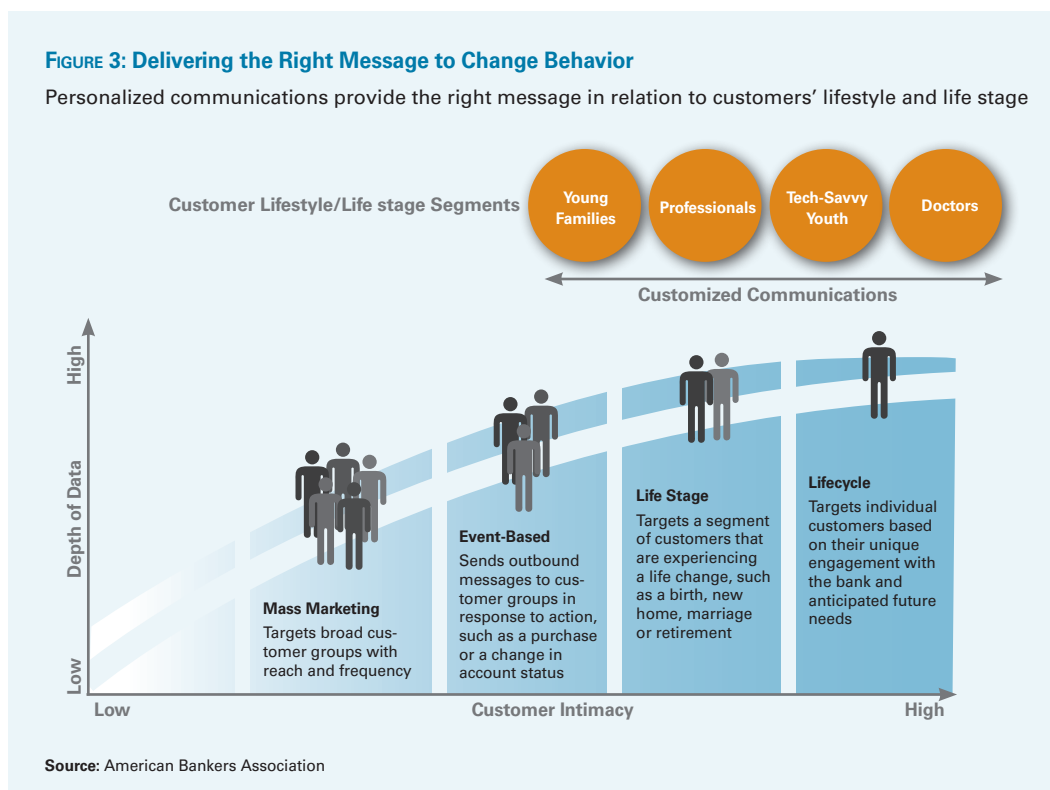 FIGURE 3: Delivering the Right Message to Change Behavior
Personalized communications provide the right message in relation to customers' lifestyle and life stage
Customer Lifestyle/Life stage Segments
Young
Families
Professionals
Tech-Savvy
Youth
Doctors
Customized Communications
High
Depth of Data
Low
Mass Marketing
Targets broad cus-
tomer groups with
reach and frequency
Event-Based
Sends outbound
messages to cus-
tomer groups in
response to action,
such as a purchase
or a change in
account status
Life Stage
Targets a segment
of customers that
are experiencing
a life change, such
as a birth, new
home, marriage
or retirement
Lifecycle
Targets individual
customers based
on their unique
engagement with
the bank and
anticipated future
needs
Low
Customer Intimacy
High
Source: American Bankers Association